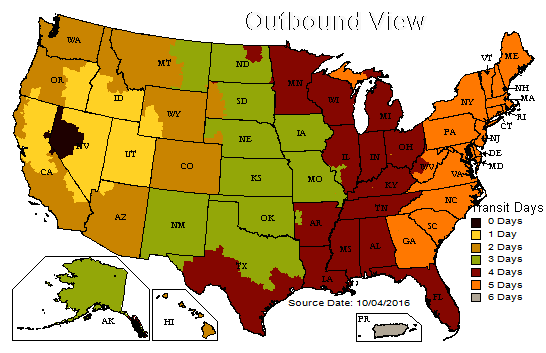 Outbound View
WA
MT
ND
MN
VT
ME
OR
ID
WY
SD
WI
MI
NY
NH
MA
RI
CT
NV
UT
CO
NE
IA
IL
IN
OH
PA
NJ
DE
MD
CA
KS
MO
KY
WV
VA
AZ
NM
OK
AR
TN
NC
SC
TX
LA
MS
AL
GA
FL
AK
HI
PR
Transit Days
0 Days
1 Day
2 Days
3 Days
4 Days
5 Days
6 Days
Source Date: 10/04/2016